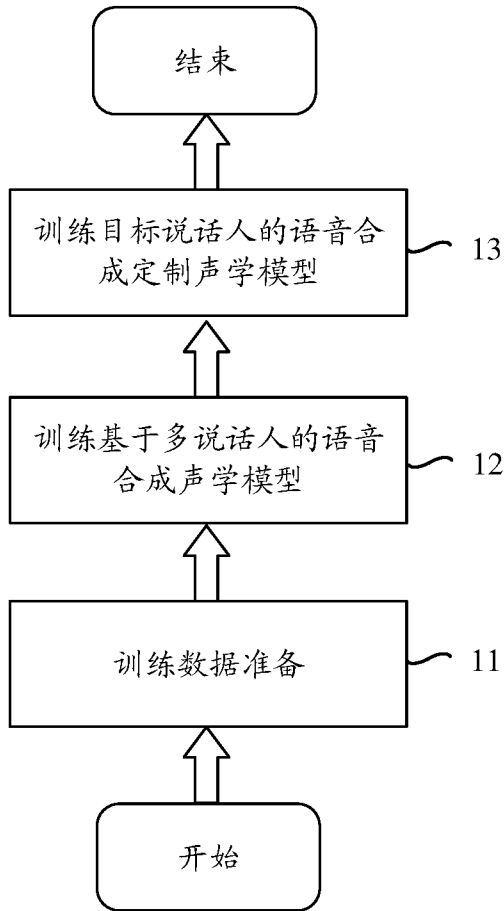 结束
训练目标说话人的语音合
成定制声学模型
13
训练基于多说话人的语音
合成声学模型
12
训练数据准备
11
开始